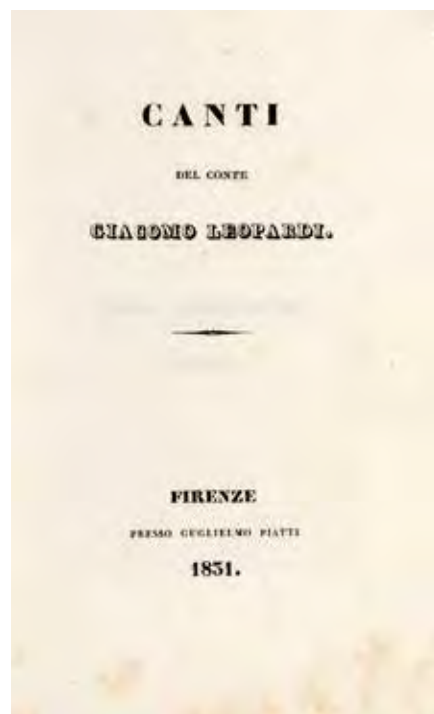 CANTI
DEL CONTE
GIACOMO LEOPARDI.
FIRENZE
PRESSO GUGLIELMO PIATTI
1831.